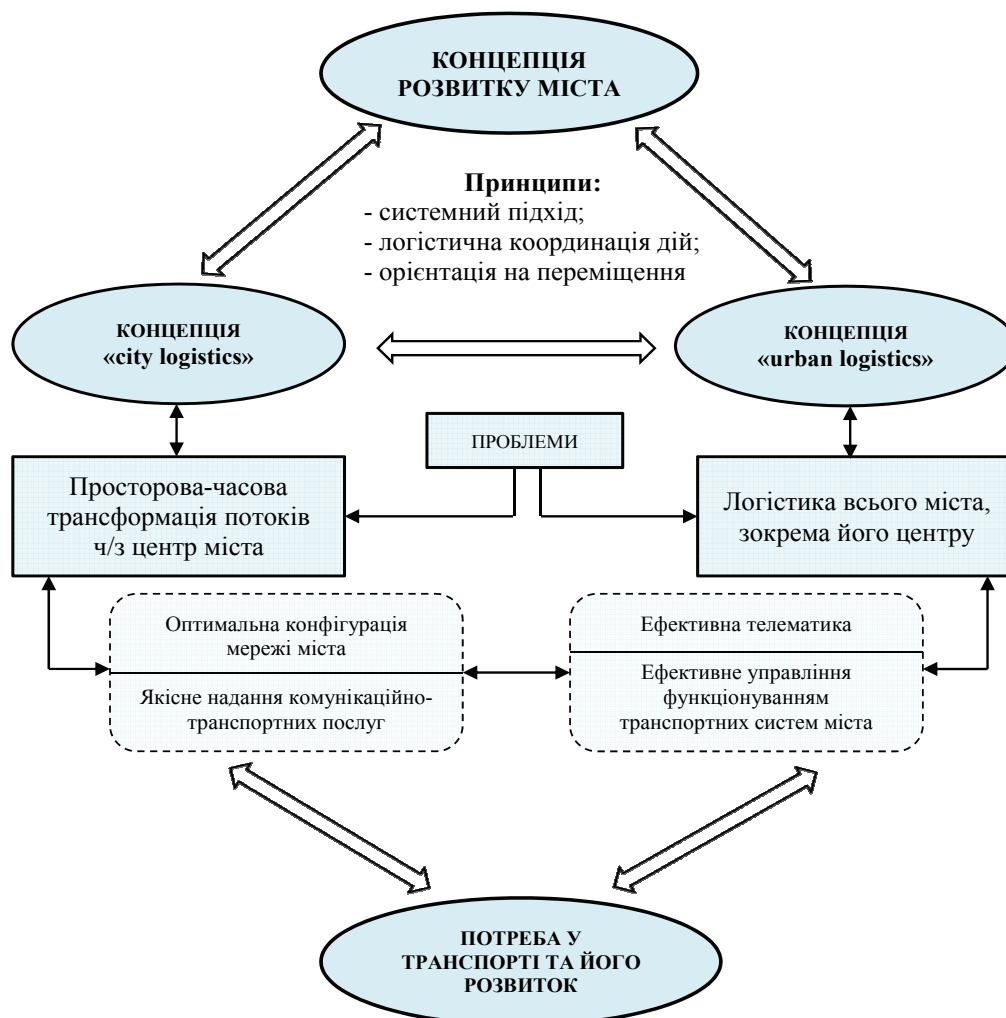 КОНЦЕПЦІЯ
РОЗВИТКУ МІСТА
Принципи:
- системний підхід;
- логістична координація дій;
- орієнтація на переміщення
КОНЦЕПЦІЯ
«city logistics»
КОНЦЕПЦІЯ
«urban logistics»
ПРОБЛЕМИ
Просторова-часова
трансформація потоків
ч/з центр міста
Логістика всього міста,
зокрема його центру
Оптимальна конфігурація
мережі міста
Якісне надання комунікаційно-
транспортних послуг
Ефективна телематика
Ефективне управління
функціонуванням
транспортних систем міста
ПОТРЕБА У
ТРАНСПОРТІ ТА ЙОГО
РОЗВИТОК